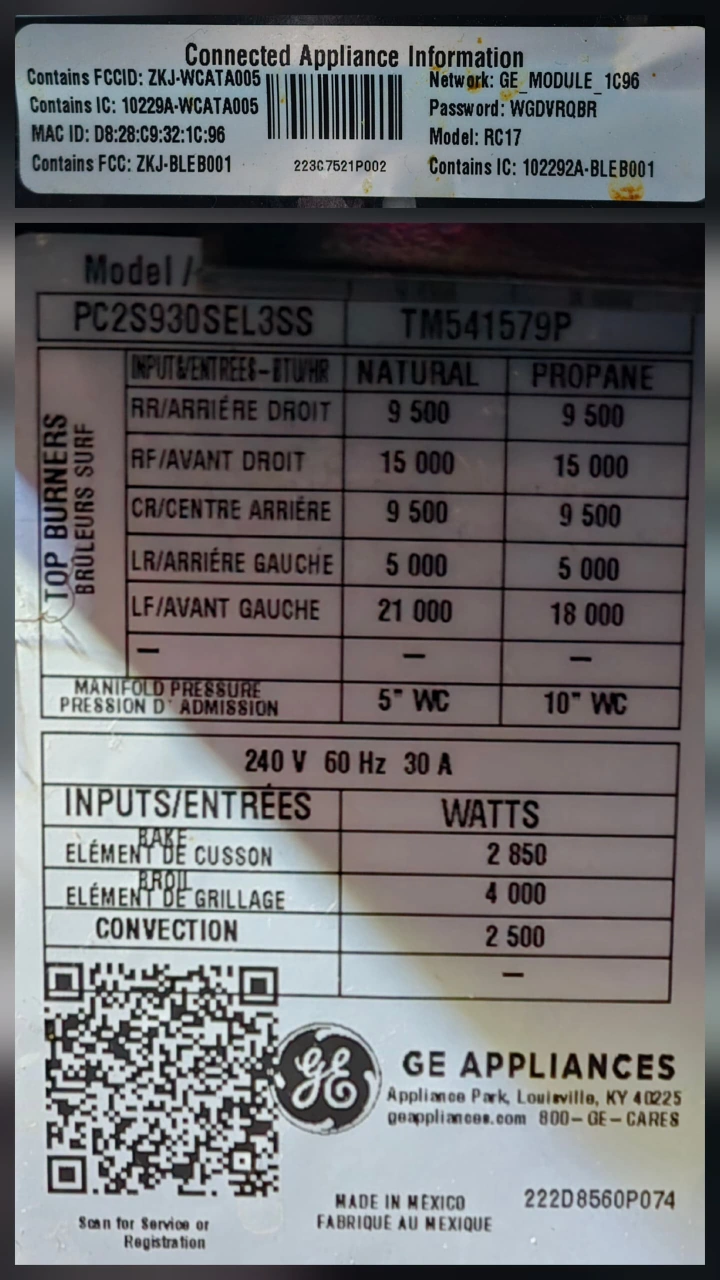 Connected Appliance Information
Contains FCCID: ZKJ-WCATA005
Contains IC: 10229A-WCATA005
MAC ID: D8:28:C9:32:1C:96
Contains FCC: ZKJ-BLEB001
223C7521P002
Network: GE_MODULE_1C96
Password: WGDVRQBR
Model: RC17
Contains IC: 102292A-BLEB001
Model /
PC2S930SEL3SS TM541579P
TOP BURNERS
BRÛLEURS SURF
INPUT&ENTREES-BTU/HR NATURAL PROPANE
RR/ARRIÉRE DROIT 9 500 9 500
RF/AVANT DROIT 15 000 15 000
CR/CENTRE ARRIÉRE 9 500 9 500
LR/ARRIÉRE GAUCHE 5 000 5 000
LF/AVANT GAUCHE 21 000 18 000
— — —
MANIFOLD PRESSURE
PRESSION D' ADMISSION 5" WC 10" WC
240 V 60 Hz 30 A
INPUTS/ENTRÉES WATTS
BAKE
ELÉMENT DE CUSSON 2 850
BROIL
ELÉMENT DE GRILLAGE 4 000
CONVECTION 2 500
—
GE
GE APPLIANCES
Appliance Park, Louisville, KY 40225
geappliances.com 800-GE-CARES
Scan for Service or
Registration
MADE IN MEXICO
FABRIQUE AU MEXIQUE
222D8560P074